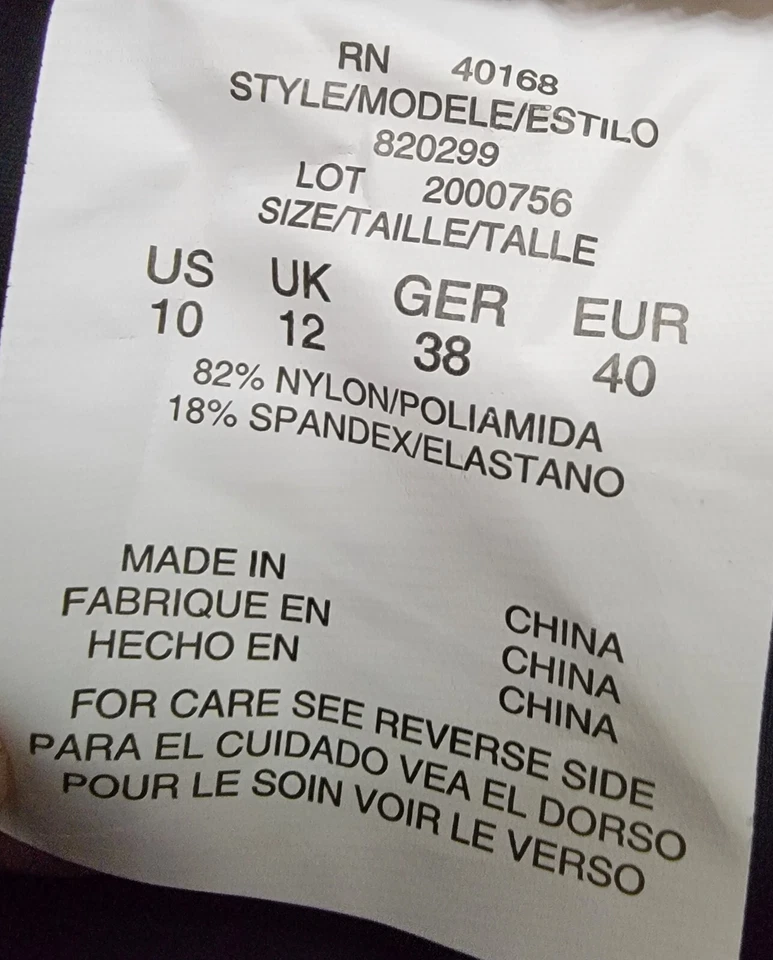 RN 40168
STYLE/MODELE/ESTILO
820299
LOT 2000756
SIZE/TAILLE/TALLE
US UK GER EUR
10 12 38 40
82% NYLON/POLIAMIDA
18% SPANDEX/ELASTANO
MADE IN CHINA
FABRIQUE EN CHINA
HECHO EN CHINA
FOR CARE SEE REVERSE SIDE
PARA EL CUIDADO VEA EL DORSO
POUR LE SOIN VOIR LE VERSO